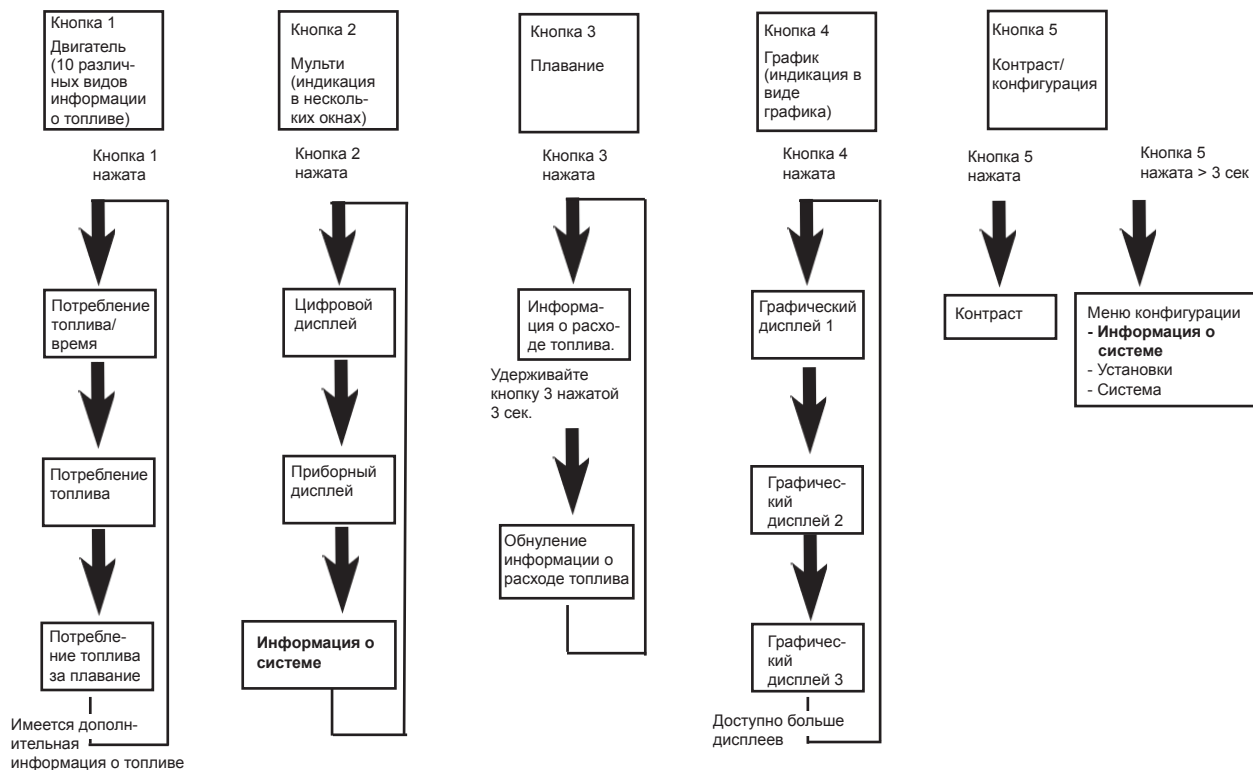 Кнопка 1
Двигатель
(10 различ-
ных видов
информации
о топливе)
Кнопка 2
Мульти
(индикация
в несколь-
ких окнах)
Кнопка 3
Плавание
Кнопка 4
График
(индикация в
виде
графика)
Кнопка 5
Контраст/
конфигурация
Кнопка 1
нажата
Кнопка 2
нажата
Кнопка 3
нажата
Кнопка 4
нажата
Кнопка 5
нажата
Кнопка 5
нажата > 3 сек
Потребление
топлива/
время
Цифровой
дисплей
Информа-
ция о расхо-
де топлива.
Графический
дисплей 1
Контраст
Меню конфигурации
- Информация о
системе
- Установки
- Система
Удерживайте
кнопку 3 нажатой
3 сек.
Потребление
топлива
Приборный
дисплей
Графичес-
кий
дисплей 2
Обнуление
информации о
расходе топлива
Потребле-
ние топлива
за плавание
Информация о
системе
Графичес-
кий
дисплей 3
Имеется дополн-
ительная
информация о топливе
Доступно больше
дисплеев